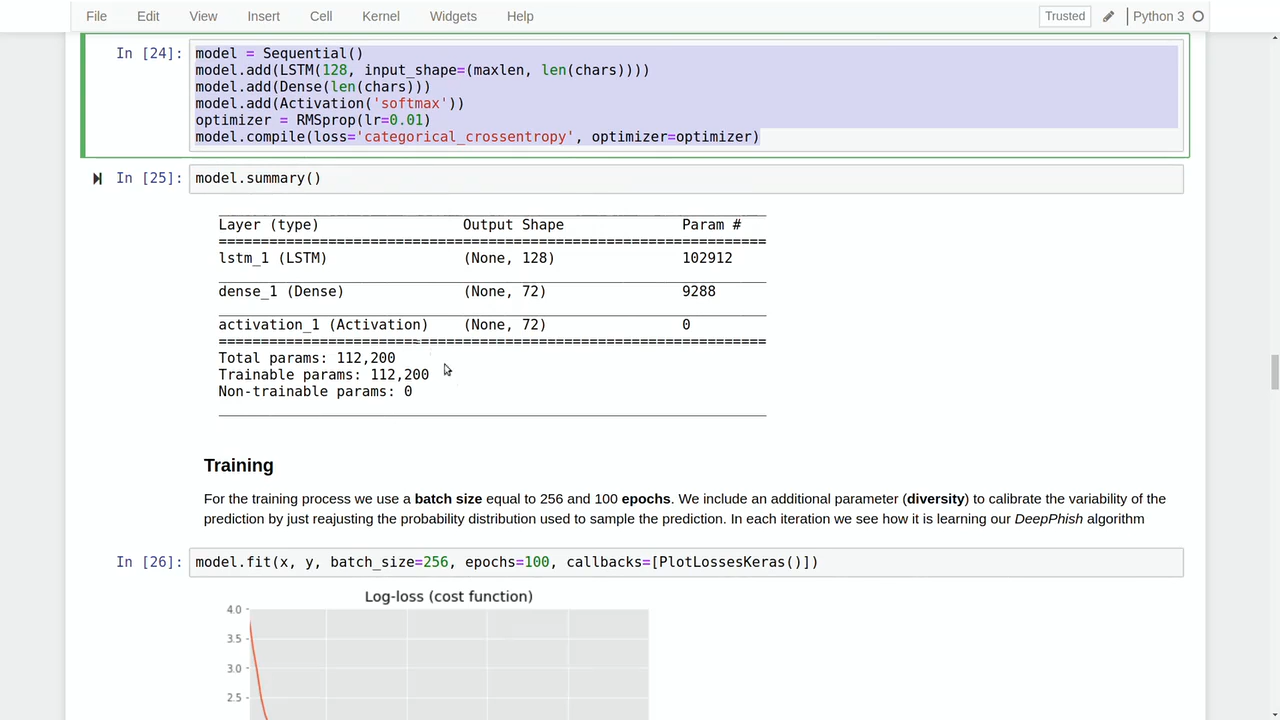 File Edit View Insert Cell Kernel Widgets Help Trusted Python 3
In [24]: model = Sequential()
model.add(LSTM(128, input_shape=(maxlen, len(chars))))
model.add(Dense(len(chars)))
model.add(Activation('softmax'))
optimizer = RMSprop(lr=0.01)
model.compile(loss='categorical_crossentropy', optimizer=optimizer)
In [25]: model.summary()
Layer (type) Output Shape Param #
lstm_1 (LSTM) (None, 128) 102912
dense_1 (Dense) (None, 72) 9288
activation_1 (Activation) (None, 72) 0
Total params: 112,200
Trainable params: 112,200
Non-trainable params: 0
Training
For the training process we use a batch size equal to 256 and 100 epochs. We include an additional parameter (diversity) to calibrate the variability of the
prediction by just reajusting the probability distribution used to sample the prediction. In each iteration we see how it is learning our DeepPhish algorithm
In [26]: model.fit(x, y, batch_size=256, epochs=100, callbacks=[PlotLossesKeras()])
Log-loss (cost function)
4.0
3.5
3.0
2.5